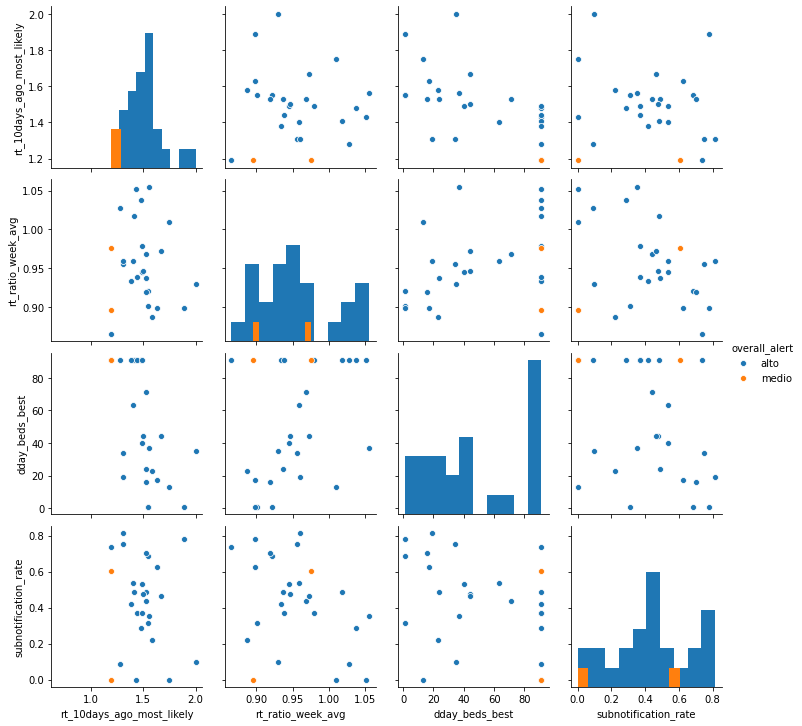 rt_10days_ago_most_likely
2.0
1.8
1.6
1.4
1.2
rt_ratio_week_avg
1.05
1.00
0.95
0.90
overall_alert
alto
medio
dday_beds_best
80
60
40
20
0
subnotification_rate
0.8
0.6
0.4
0.2
0.0
1.0 1.5 2.0
0.90 0.95 1.00 1.05
0 20 40 60 80
0.0 0.2 0.4 0.6 0.8
rt_10days_ago_most_likely rt_ratio_week_avg dday_beds_best subnotification_rate